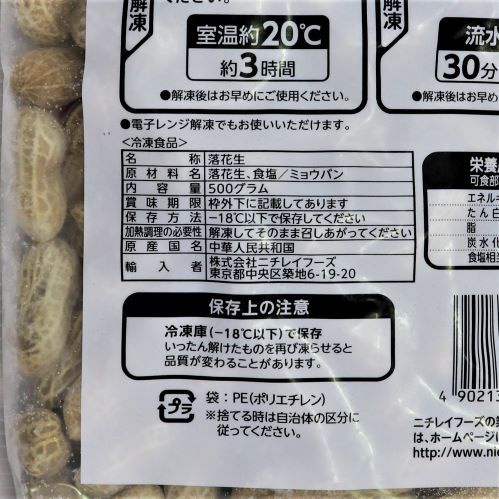 解凍
ください。
室温約20℃
約3時間
●解凍後はお早めにご使用ください。
解凍
流水
30分
●解凍後はお早め
●電子レンジ解凍でもお使いいただけます。
<冷凍食品>
名称 落花生
原材料名 落花生、食塩／ミョウバン
内容量 500グラム
賞味期限 枠外下に記載してあります
保存方法 −18℃以下で保存してください
加熱調理の必要性 解凍してそのまま召しあがってください
原産国名 中華人民共和国
輸入者 株式会社ニチレイフーズ
東京都中央区築地6-19-20
栄養
可食部
エネルギ
たん白
脂
炭水化
食塩相当
保存上の注意
冷凍庫(−18℃以下)で保存
いったん解けたものを再び凍らせると
品質が変わることがあります。
プラ
袋：PE(ポリエチレン)
※捨てる時は自治体の区分に
従ってください。
4 90213
ニチレイフーズの
は、ホームページ
http://www.nic